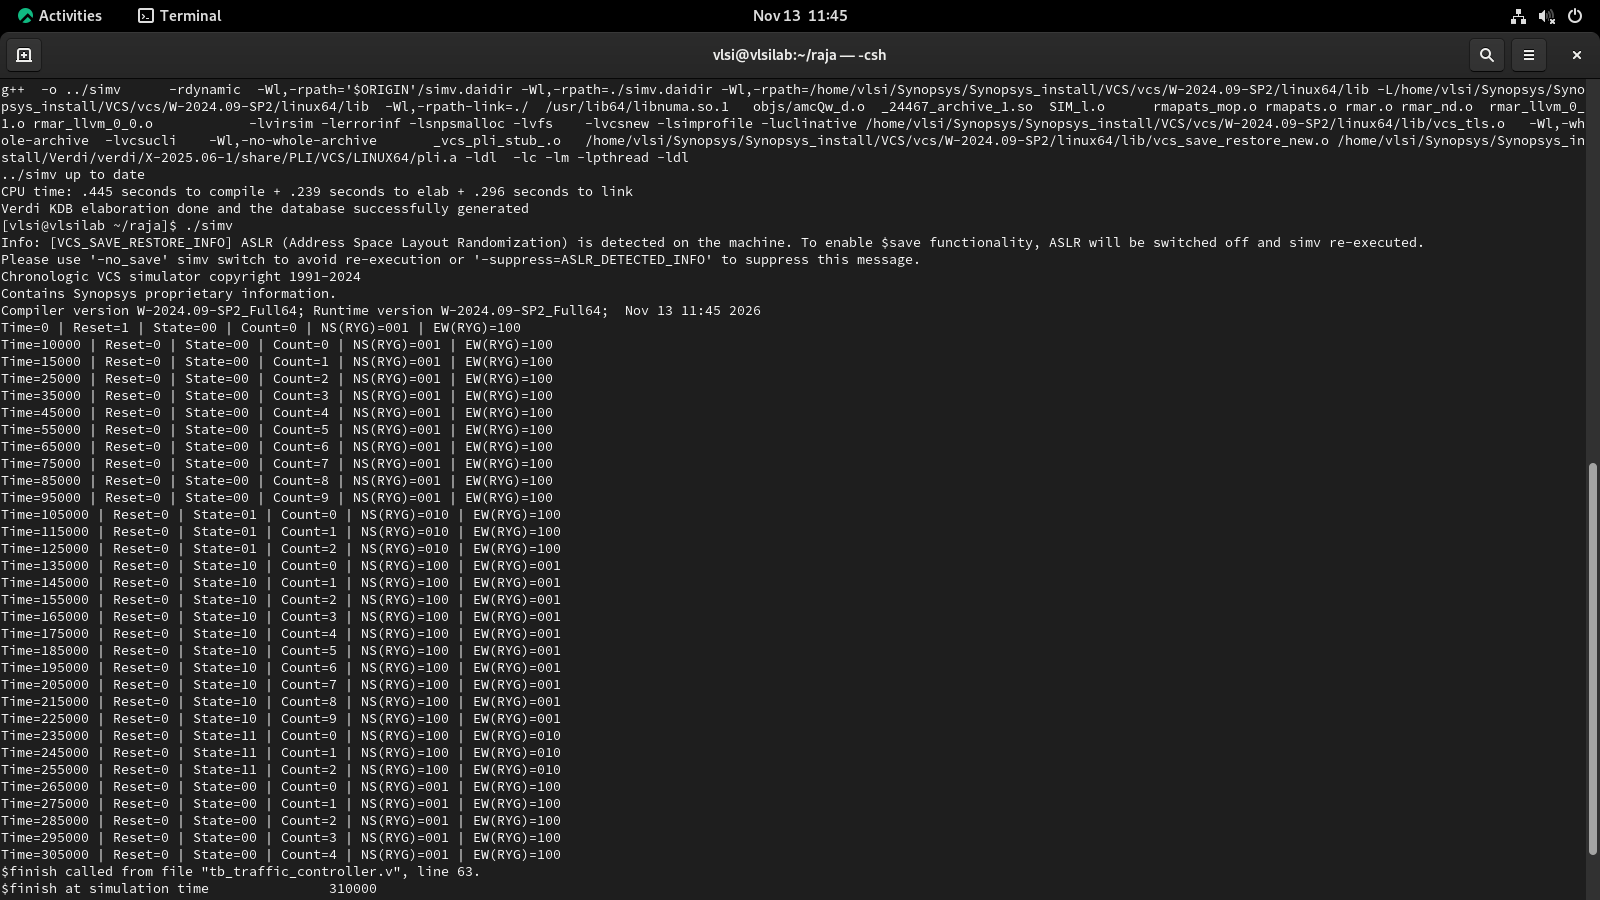 Activities Terminal Nov 13 11:45
vlsi@vlsilab:~/raja — -csh
g++  -o ../simv      -rdynamic  -Wl,-rpath='$ORIGIN'/simv.daidir -Wl,-rpath=./simv.daidir -Wl,-rpath=/home/vlsi/Synopsys/Synopsys_install/VCS/vcs/W-2024.09-SP2/linux64/lib -L/home/vlsi/Synopsys/Syno
psys_install/VCS/vcs/W-2024.09-SP2/linux64/lib  -Wl,-rpath-link=./  /usr/lib64/libnuma.so.1   objs/amcQw_d.o  _24467_archive_1.so  SIM_l.o      rmapats_mop.o rmapats.o rmar.o rmar_nd.o  rmar_llvm_0_
1.o rmar_llvm_0_0.o            -lvirsim -lerrorinf -lsnpsmalloc -lvfs    -lvcsnew -lsimprofile -luclinative /home/vlsi/Synopsys/Synopsys_install/VCS/vcs/W-2024.09-SP2/linux64/lib/vcs_tls.o   -Wl,-wh
ole-archive  -lvcsucli    -Wl,-no-whole-archive       _vcs_pli_stub_.o   /home/vlsi/Synopsys/Synopsys_install/VCS/vcs/W-2024.09-SP2/linux64/lib/vcs_save_restore_new.o /home/vlsi/Synopsys/Synopsys_in
stall/Verdi/verdi/X-2025.06-1/share/PLI/VCS/LINUX64/pli.a -ldl  -lc -lm -lpthread -ldl
../simv up to date
CPU time: .445 seconds to compile + .239 seconds to elab + .296 seconds to link
Verdi KDB elaboration done and the database successfully generated
[vlsi@vlsilab ~/raja]$ ./simv
Info: [VCS_SAVE_RESTORE_INFO] ASLR (Address Space Layout Randomization) is detected on the machine. To enable $save functionality, ASLR will be switched off and simv re-executed.
Please use '-no_save' simv switch to avoid re-execution or '-suppress=ASLR_DETECTED_INFO' to suppress this message.
Chronologic VCS simulator copyright 1991-2024
Contains Synopsys proprietary information.
Compiler version W-2024.09-SP2_Full64; Runtime version W-2024.09-SP2_Full64;  Nov 13 11:45 2026
Time=0 | Reset=1 | State=00 | Count=0 | NS(RYG)=001 | EW(RYG)=100
Time=10000 | Reset=0 | State=00 | Count=0 | NS(RYG)=001 | EW(RYG)=100
Time=15000 | Reset=0 | State=00 | Count=1 | NS(RYG)=001 | EW(RYG)=100
Time=25000 | Reset=0 | State=00 | Count=2 | NS(RYG)=001 | EW(RYG)=100
Time=35000 | Reset=0 | State=00 | Count=3 | NS(RYG)=001 | EW(RYG)=100
Time=45000 | Reset=0 | State=00 | Count=4 | NS(RYG)=001 | EW(RYG)=100
Time=55000 | Reset=0 | State=00 | Count=5 | NS(RYG)=001 | EW(RYG)=100
Time=65000 | Reset=0 | State=00 | Count=6 | NS(RYG)=001 | EW(RYG)=100
Time=75000 | Reset=0 | State=00 | Count=7 | NS(RYG)=001 | EW(RYG)=100
Time=85000 | Reset=0 | State=00 | Count=8 | NS(RYG)=001 | EW(RYG)=100
Time=95000 | Reset=0 | State=00 | Count=9 | NS(RYG)=001 | EW(RYG)=100
Time=105000 | Reset=0 | State=01 | Count=0 | NS(RYG)=010 | EW(RYG)=100
Time=115000 | Reset=0 | State=01 | Count=1 | NS(RYG)=010 | EW(RYG)=100
Time=125000 | Reset=0 | State=01 | Count=2 | NS(RYG)=010 | EW(RYG)=100
Time=135000 | Reset=0 | State=10 | Count=0 | NS(RYG)=100 | EW(RYG)=001
Time=145000 | Reset=0 | State=10 | Count=1 | NS(RYG)=100 | EW(RYG)=001
Time=155000 | Reset=0 | State=10 | Count=2 | NS(RYG)=100 | EW(RYG)=001
Time=165000 | Reset=0 | State=10 | Count=3 | NS(RYG)=100 | EW(RYG)=001
Time=175000 | Reset=0 | State=10 | Count=4 | NS(RYG)=100 | EW(RYG)=001
Time=185000 | Reset=0 | State=10 | Count=5 | NS(RYG)=100 | EW(RYG)=001
Time=195000 | Reset=0 | State=10 | Count=6 | NS(RYG)=100 | EW(RYG)=001
Time=205000 | Reset=0 | State=10 | Count=7 | NS(RYG)=100 | EW(RYG)=001
Time=215000 | Reset=0 | State=10 | Count=8 | NS(RYG)=100 | EW(RYG)=001
Time=225000 | Reset=0 | State=10 | Count=9 | NS(RYG)=100 | EW(RYG)=001
Time=235000 | Reset=0 | State=11 | Count=0 | NS(RYG)=100 | EW(RYG)=010
Time=245000 | Reset=0 | State=11 | Count=1 | NS(RYG)=100 | EW(RYG)=010
Time=255000 | Reset=0 | State=11 | Count=2 | NS(RYG)=100 | EW(RYG)=010
Time=265000 | Reset=0 | State=00 | Count=0 | NS(RYG)=001 | EW(RYG)=100
Time=275000 | Reset=0 | State=00 | Count=1 | NS(RYG)=001 | EW(RYG)=100
Time=285000 | Reset=0 | State=00 | Count=2 | NS(RYG)=001 | EW(RYG)=100
Time=295000 | Reset=0 | State=00 | Count=3 | NS(RYG)=001 | EW(RYG)=100
Time=305000 | Reset=0 | State=00 | Count=4 | NS(RYG)=001 | EW(RYG)=100
$finish called from file "tb_traffic_controller.v", line 63.
$finish at simulation time               310000